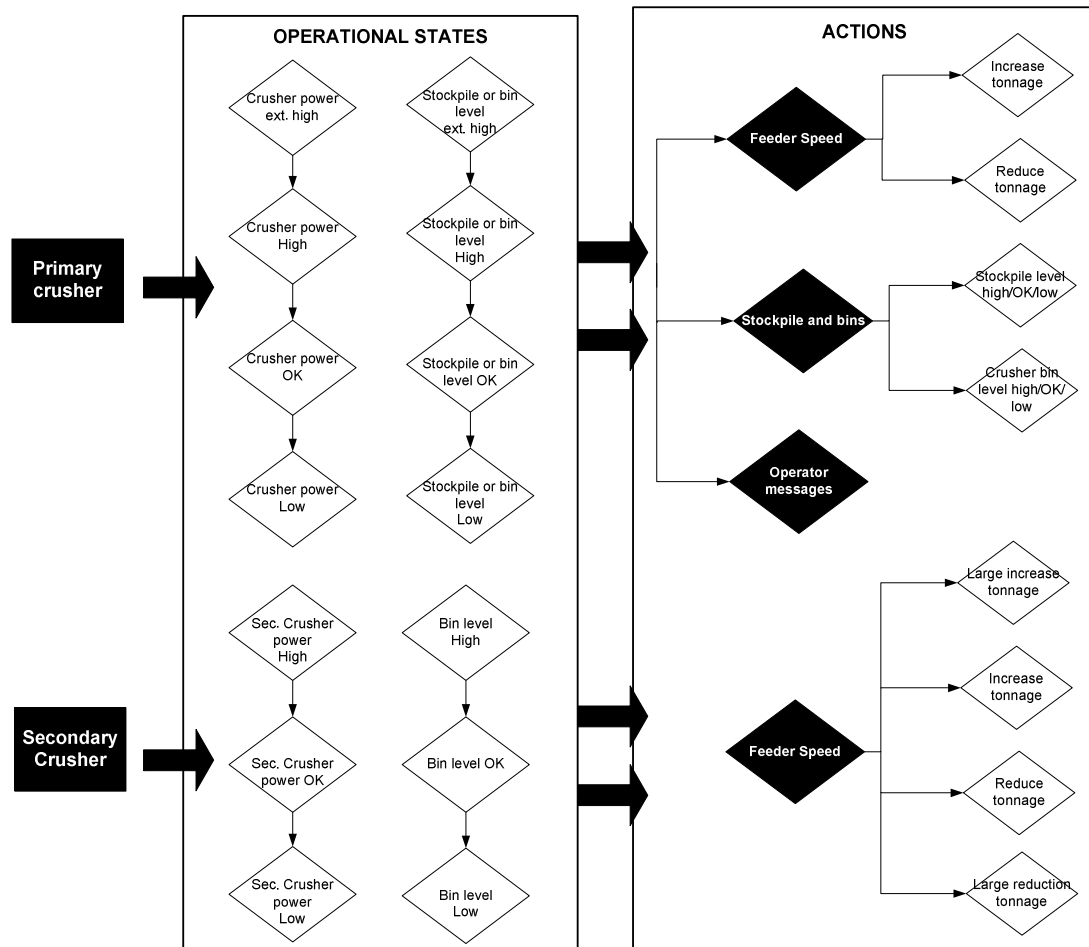 OPERATIONAL STATES
ACTIONS
Primary
crusher
Crusher power
ext. high
Crusher power
High
Crusher power
OK
Crusher power
Low
Stockpile or bin
level
ext. high
Stockpile or bin
level
High
Stockpile or bin
level OK
Stockpile or bin
level
Low
Feeder Speed
Increase
tonnage
Reduce
tonnage
Stockpile and bins
Stockpile level
high/OK/low
Crusher bin
level high/OK/
low
Operator
messages
Secondary
Crusher
Sec. Crusher
power
High
Sec. Crusher
power OK
Sec. Crusher
power
Low
Bin level
High
Bin level OK
Bin level
Low
Feeder Speed
Large increase
tonnage
Increase
tonnage
Reduce
tonnage
Large reduction
tonnage